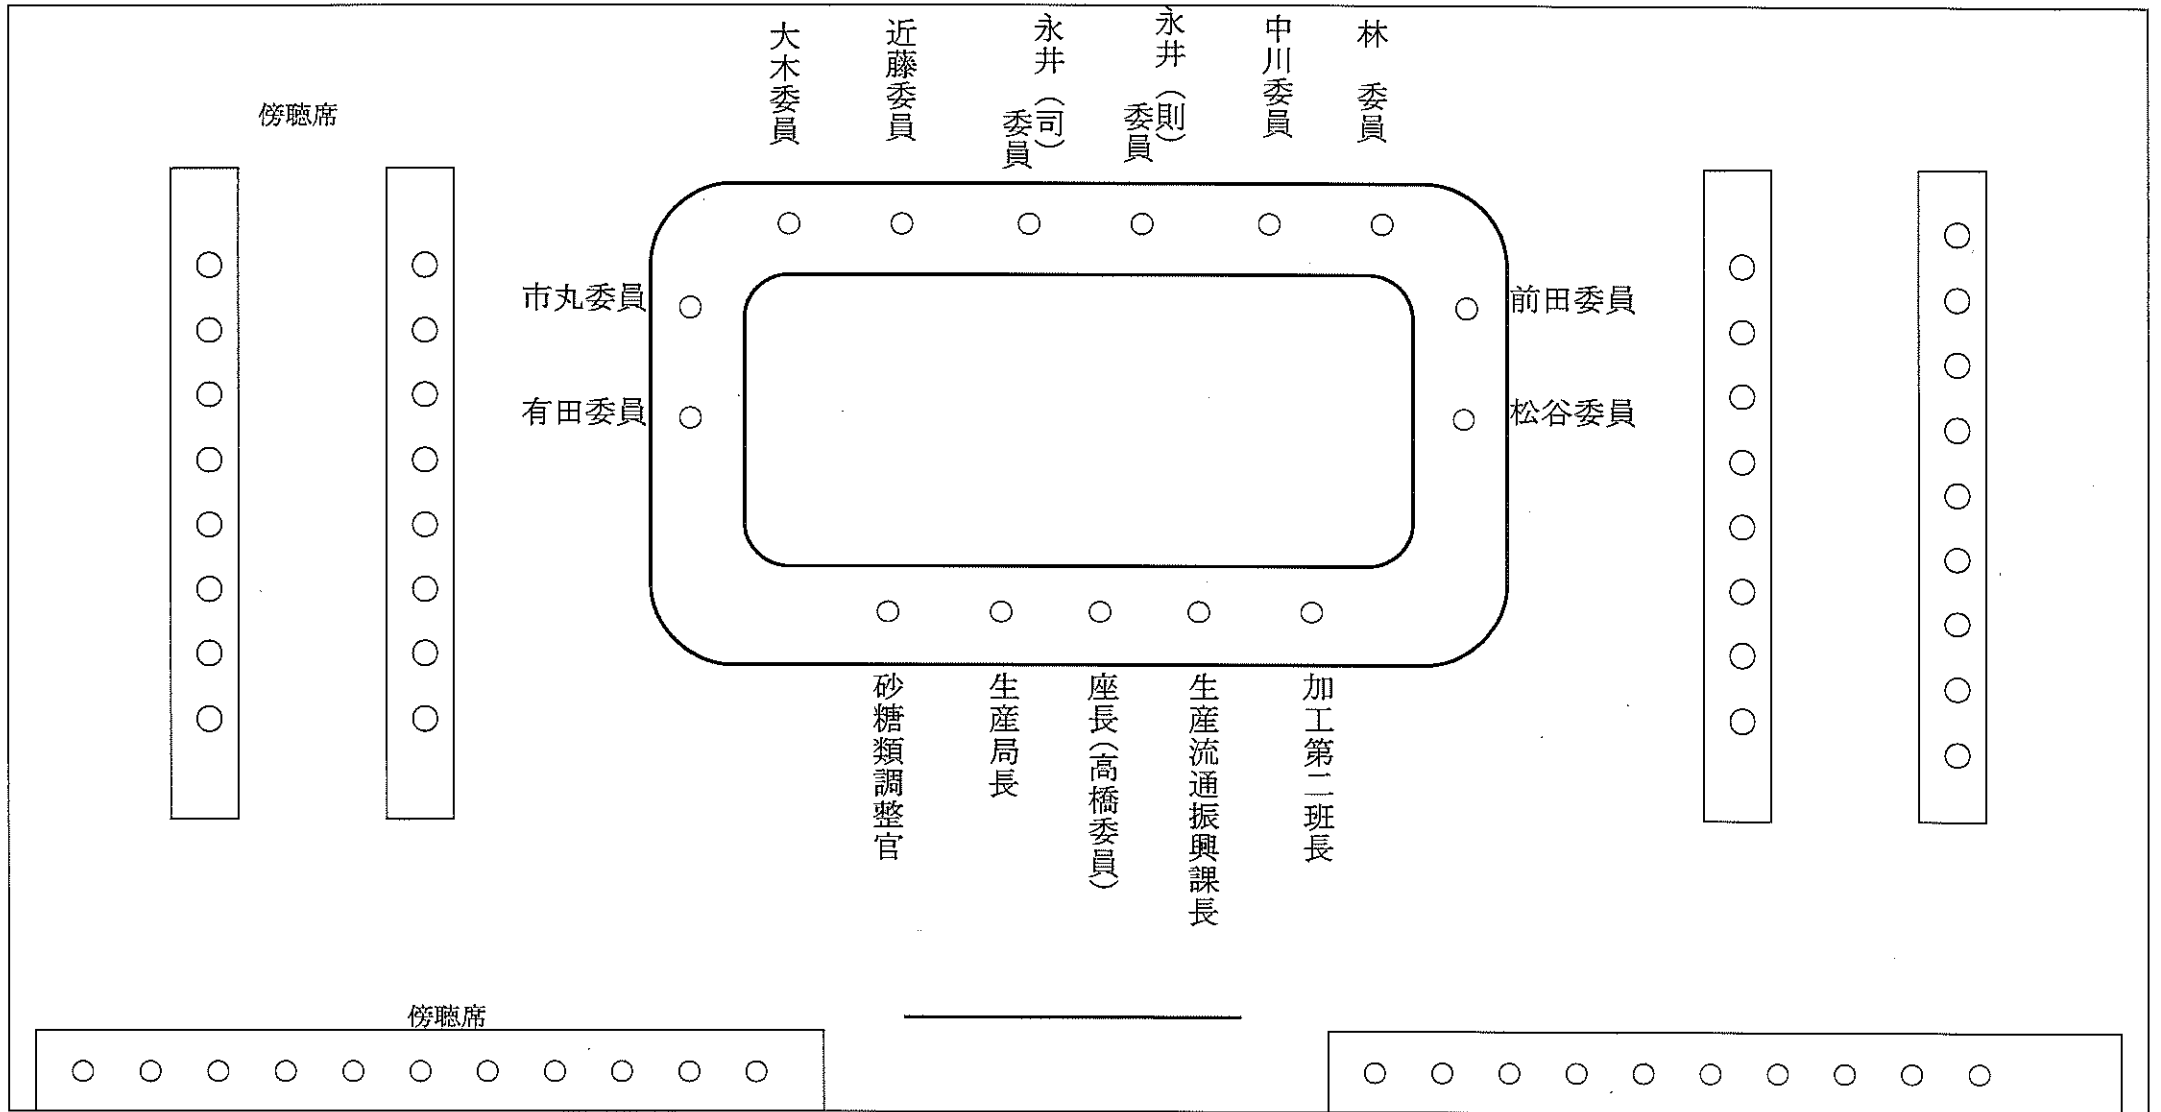 大木委員
近藤委員
永井（司）委員
永井（則）委員
中川委員
林 委員
傍聴席
市丸委員
有田委員
前田委員
松谷委員
砂糖類調整官
生産局長
座長（高橋委員）
生産流通振興課長
加工第二班長
傍聴席